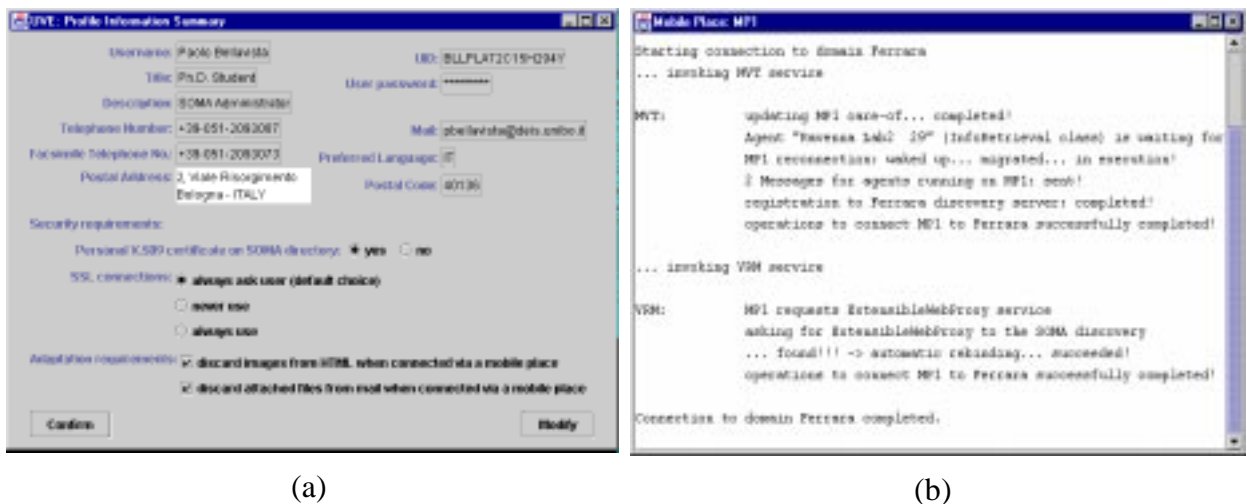 UVE: Profile Information Summary
Username: Paolo Bellavista
UID:
Title: Ph.D. Student
User password: *********
Description: SOMA Administrator
Telephone Number: +39-051-2093087
Mail: pbellavista@deis.unibo.it
Facsimile Telephone No.: +39-051-2093073
Preferred Language: IT
Postal Address: 2, Viale Risorgimento
Bologna - ITALY
Postal Code: 40136
Security requirements:
Personal X.509 certificate on SOMA directory: yes no
SSL connections: always ask user (default choice)
never use
always use
Adaptation requirements: discard images from HTML when connected via a mobile place
discard attached files from mail when connected via a mobile place
Confirm Modify
(a)
Mobile Place: MP1
Starting connection to domain Ferrara
... invoking MVT service
MVT: updating MP1 care-of... completed!
Agent "Ravenna Lab2 29" (InfoRetrieval class) is waiting for
MP1 reconnection: waked up... migrated... in execution!
2 Messages for agents running on MP1: sent!
registration to Ferrara discovery server: completed!
operations to connect MP1 to Ferrara successfully completed!
... invoking VRM service
VRM: MP1 requests ExtensibleWebProxy service
asking for ExtensibleWebProxy to the SOMA discovery
... found!!! -> automatic rebinding... succeeded!
operations to connect MP1 to Ferrara successfully completed!
Connection to domain Ferrara completed.
(b)